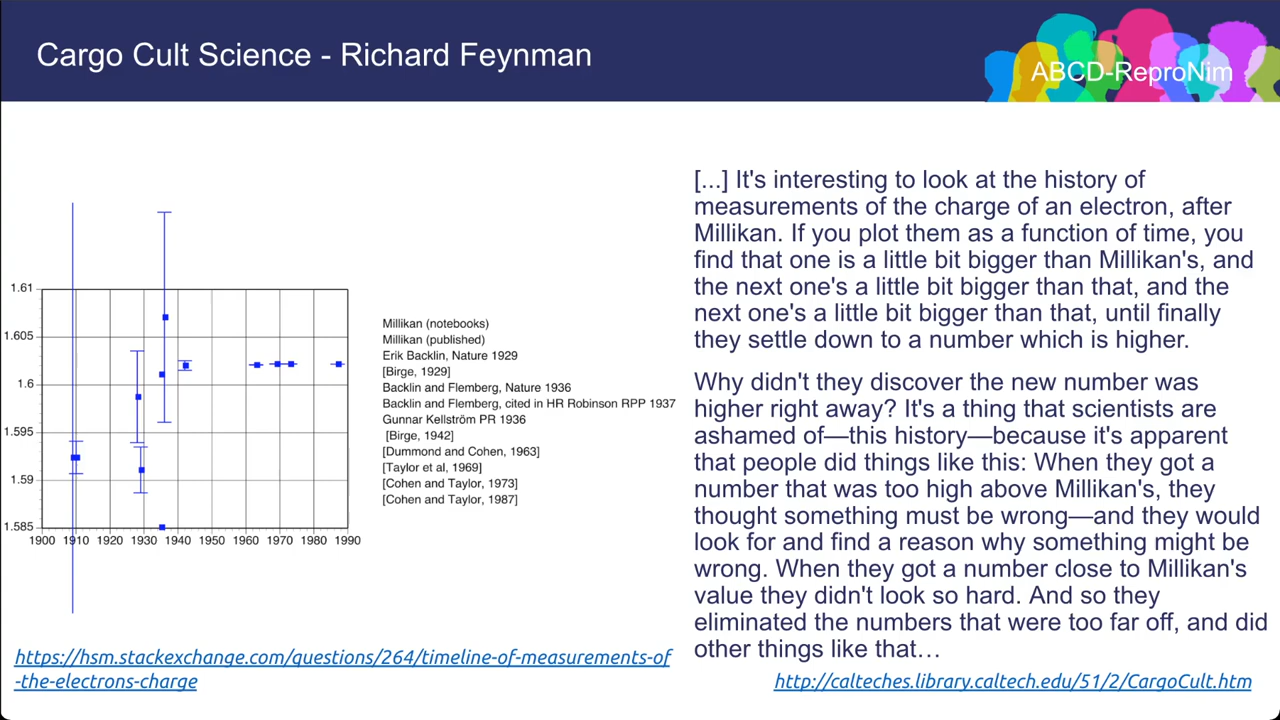 Cargo Cult Science - Richard Feynman
ABCD-ReproNim
[...] It's interesting to look at the history of
measurements of the charge of an electron, after
Millikan. If you plot them as a function of time, you
find that one is a little bit bigger than Millikan's, and
the next one's a little bit bigger than that, and the
next one's a little bit bigger than that, until finally
they settle down to a number which is higher.
Why didn't they discover the new number was
higher right away? It's a thing that scientists are
ashamed of—this history—because it's apparent
that people did things like this: When they got a
number that was too high above Millikan's, they
thought something must be wrong—and they would
look for and find a reason why something might be
wrong. When they got a number close to Millikan's
value they didn't look so hard. And so they
eliminated the numbers that were too far off, and did
other things like that…
1.61
1.605
1.6
1.595
1.59
1.585
1900 1910 1920 1930 1940 1950 1960 1970 1980 1990
Millikan (notebooks)
Millikan (published)
Erik Backlin, Nature 1929
[Birge, 1929]
Backlin and Flemberg, Nature 1936
Backlin and Flemberg, cited in HR Robinson RPP 1937
Gunnar Kellström PR 1936
[Birge, 1942]
[Dummond and Cohen, 1963]
[Taylor et al, 1969]
[Cohen and Taylor, 1973]
[Cohen and Taylor, 1987]
https://hsm.stackexchange.com/questions/264/timeline-of-measurements-of
-the-electrons-charge
http://calteches.library.caltech.edu/51/2/CargoCult.htm